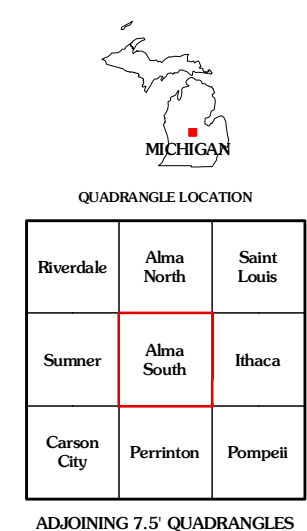 MICHIGAN
QUADRANGLE LOCATION
Riverdale
Alma
North
Saint
Louis
Sumner
Alma
South
Ithaca
Carson
City
Perrinton
Pompeii
ADJOINING 7.5' QUADRANGLES